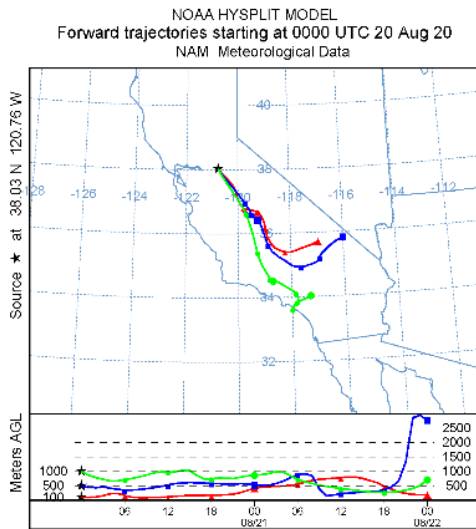 NOAA HYSPLIT MODEL
Forward trajectories starting at 0000 UTC 20 Aug 20
NAM Meteorological Data
Source ★ at 38.03 N 120.76 W
40
38
-128 -126 -124 -122 -120 -118 -116 -114 -112
36
34
32
Meters AGL
2500
2000
1500
1000 1000
500 500
100
06 12 18 00 06 12 18 00
08/21 08/22